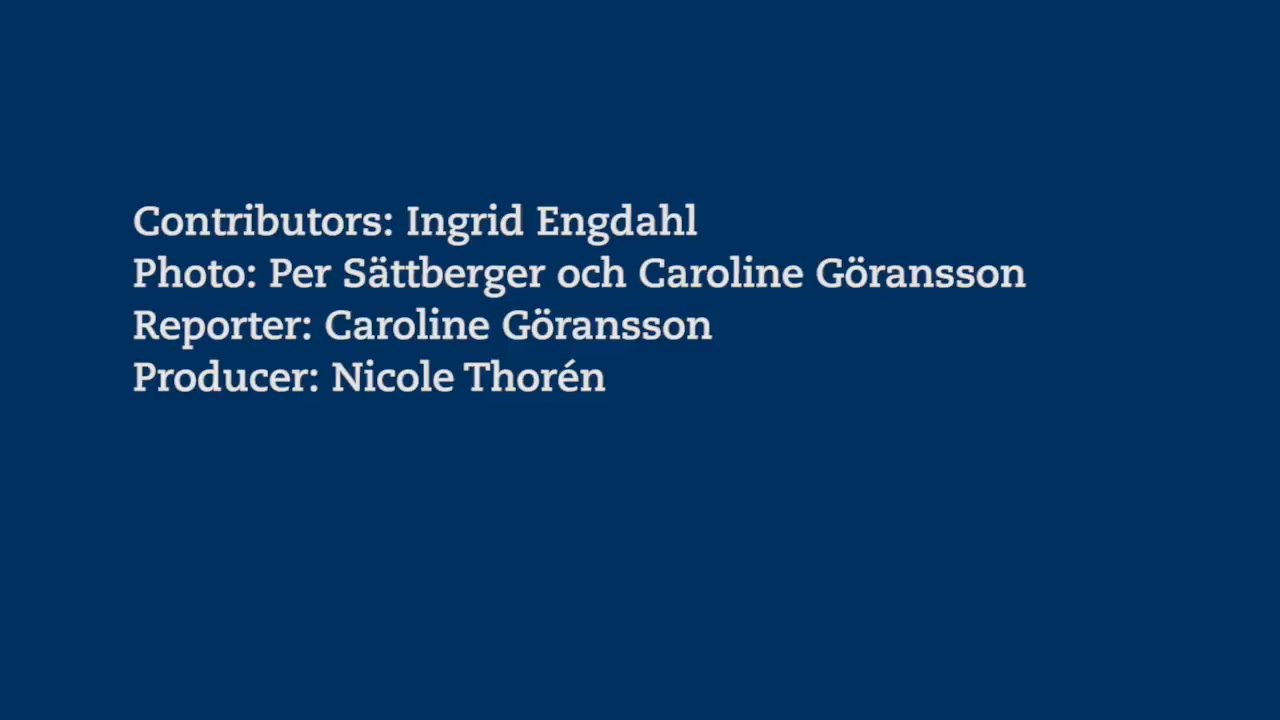 Contributors: Ingrid Engdahl
Photo: Per Sättberger och Caroline Göransson
Reporter: Caroline Göransson
Producer: Nicole Thorén